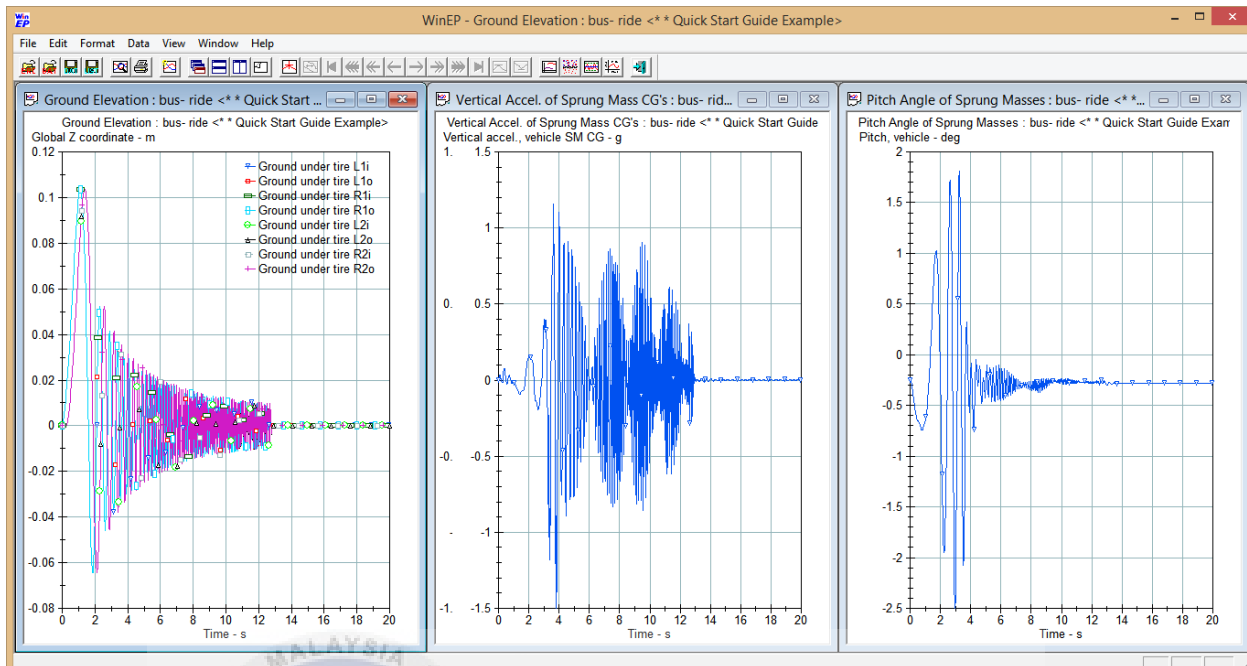 Win EP
WinEP - Ground Elevation : bus- ride <* * Quick Start Guide Example>
File Edit Format Data View Window Help
Ground Elevation : bus- ride <* * Quick Start ...
Ground Elevation : bus- ride <* * Quick Start Guide Example>
Global Z coordinate - m
0.12
0.1
0.08
0.06
0.04
0.02
0
-0.02
-0.04
-0.06
-0.08
Ground under tire L1i
Ground under tire L1o
Ground under tire R1i
Ground under tire R1o
Ground under tire L2i
Ground under tire L2o
Ground under tire R2i
Ground under tire R2o
0 2 4 6 8 10 12 14 16 18 20
Time - s
Vertical Accel. of Sprung Mass CG's : bus- rid...
Vertical Accel. of Sprung Mass CG's : bus- ride <* * Quick Start Guide
Vertical accel., vehicle SM CG - g
1. 1.5
1
0. 0.5
0
-0. -0.5
- -1
-1. -1.5
0 2 4 6 8 10 12 14 16 18 20
Time - s
Pitch Angle of Sprung Masses : bus- ride <* *...
Pitch Angle of Sprung Masses : bus- ride <* * Quick Start Guide Exam
Pitch, vehicle - deg
2
1.5
1
0.5
0
-0.5
-1
-1.5
-2
-2.5
0 2 4 6 8 10 12 14 16 18 20
Time - s
MALAYSIA